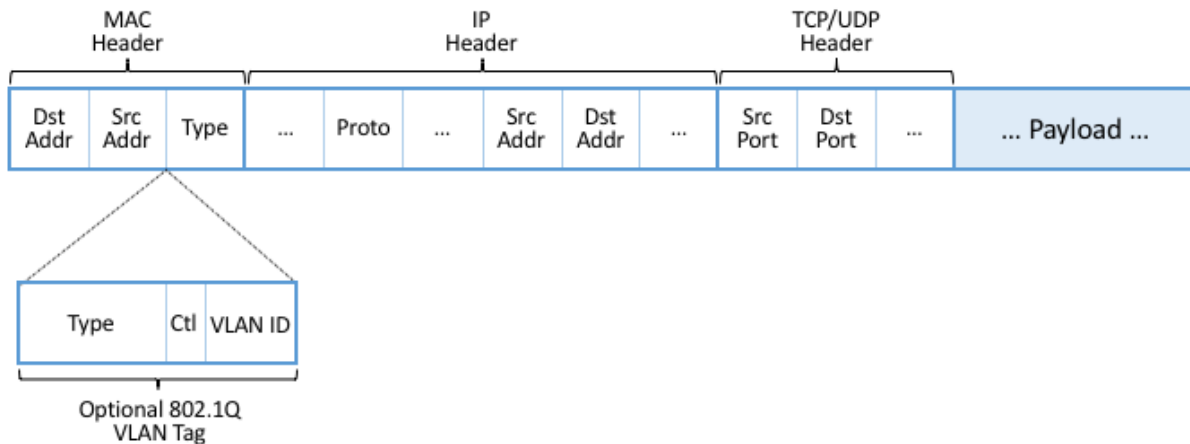 MAC
Header
IP
Header
TCP/UDP
Header
Dst
Addr
Src
Addr
Type
...
Proto
...
Src
Addr
Dst
Addr
...
Src
Port
Dst
Port
...
... Payload ...
Type
Ctl
VLAN ID
Optional 802.1Q
VLAN Tag